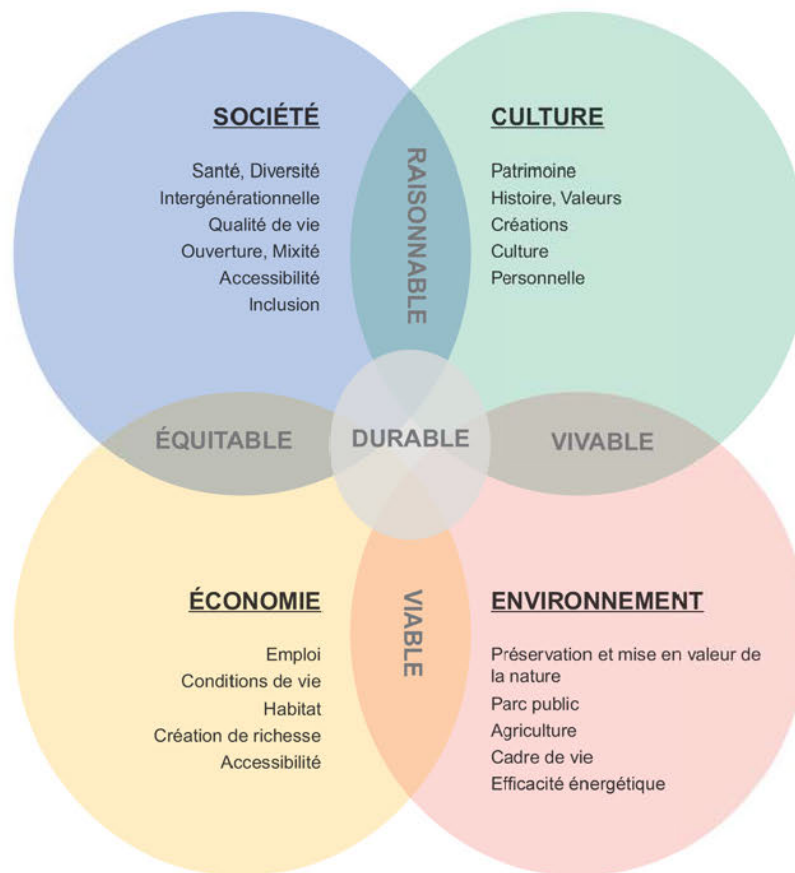 SOCIÉTÉ
Santé, Diversité
Intergénérationnelle
Qualité de vie
Ouverture, Mixité
Accessibilité
Inclusion
RAISONNABLE
CULTURE
Patrimoine
Histoire, Valeurs
Créations
Culture
Personnelle
ÉQUITABLE
DURABLE
VIVABLE
ÉCONOMIE
Emploi
Conditions de vie
Habitat
Création de richesse
Accessibilité
VIABLE
ENVIRONNEMENT
Préservation et mise en valeur de
la nature
Parc public
Agriculture
Cadre de vie
Efficacité énergétique